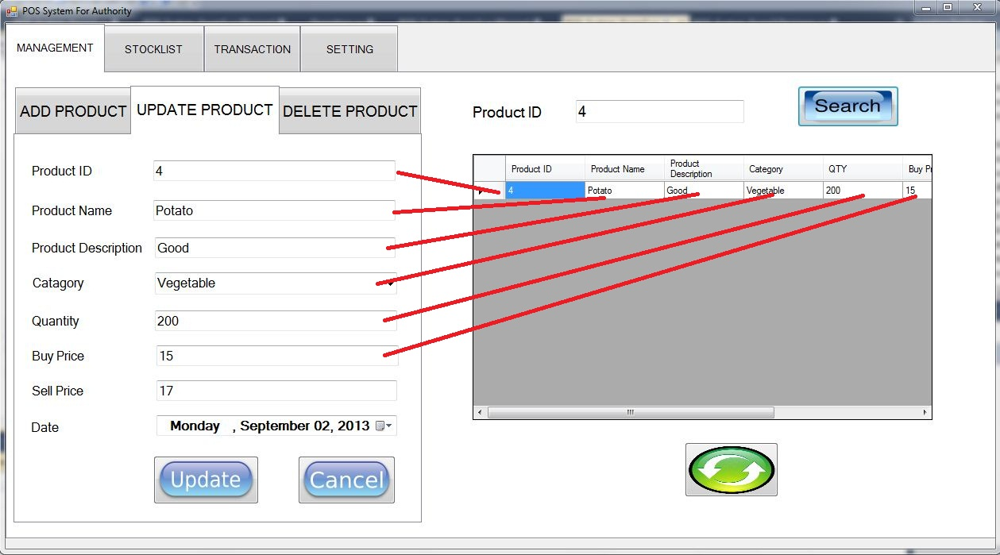 POS System For Authority
MANAGEMENT STOCKLIST TRANSACTION SETTING
ADD PRODUCT UPDATE PRODUCT DELETE PRODUCT
Product ID 4
Product Name Potato
Product Description Good
Catagory Vegetable
Quantity 200
Buy Price 15
Sell Price 17
Date Monday , September 02, 2013
Update Cancel
Product ID 4 Search
Product ID Product Name Product Description Category QTY Buy Pr
4 Potato Good Vegetable 200 15